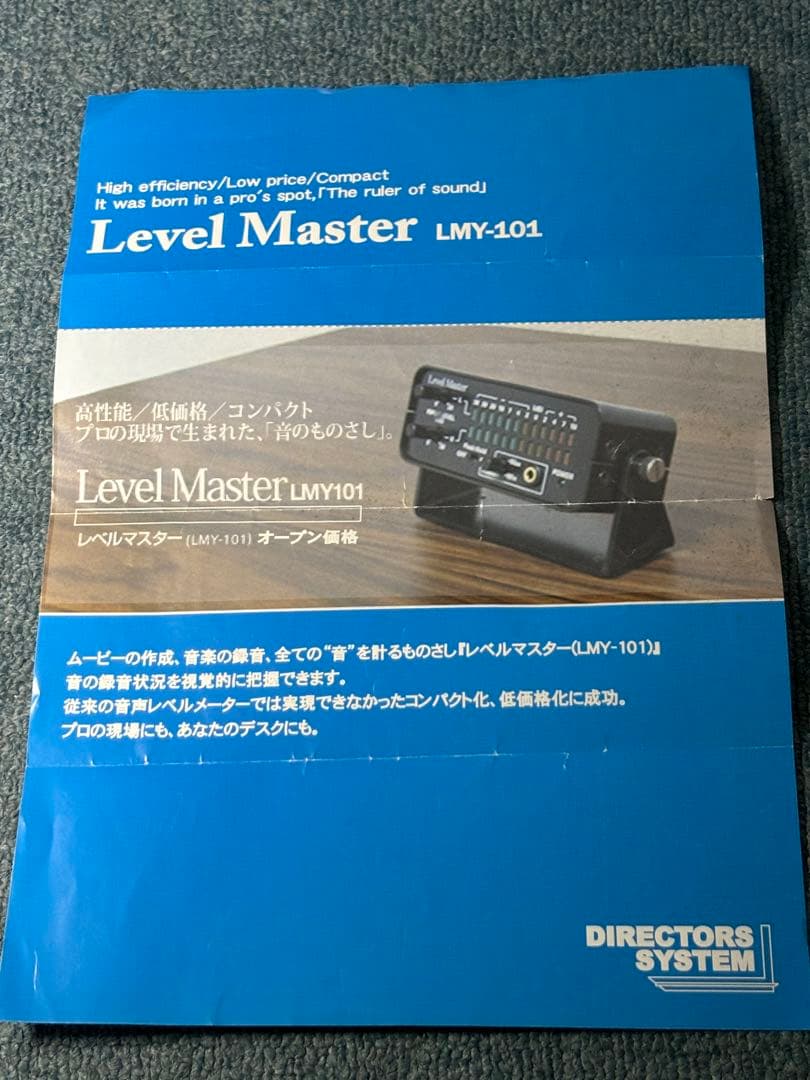 High efficiency/Low price/Compact
It was born in a pro's spot,「The ruler of sound」
Level Master LMY-101
高性能／低価格／コンパクト
プロの現場で生まれた、「音のものさし」。
Level Master LMY101
レベルマスター (LMY-101) オープン価格
Level Master
POWER
ムービーの作成、音楽の録音、全ての“音”を計るものさし『レベルマスター(LMY-101)』
音の録音状況を視覚的に把握できます。
従来の音声レベルメーターでは実現できなかったコンパクト化、低価格化に成功。
プロの現場にも、あなたのデスクにも。
DIRECTORS
SYSTEM